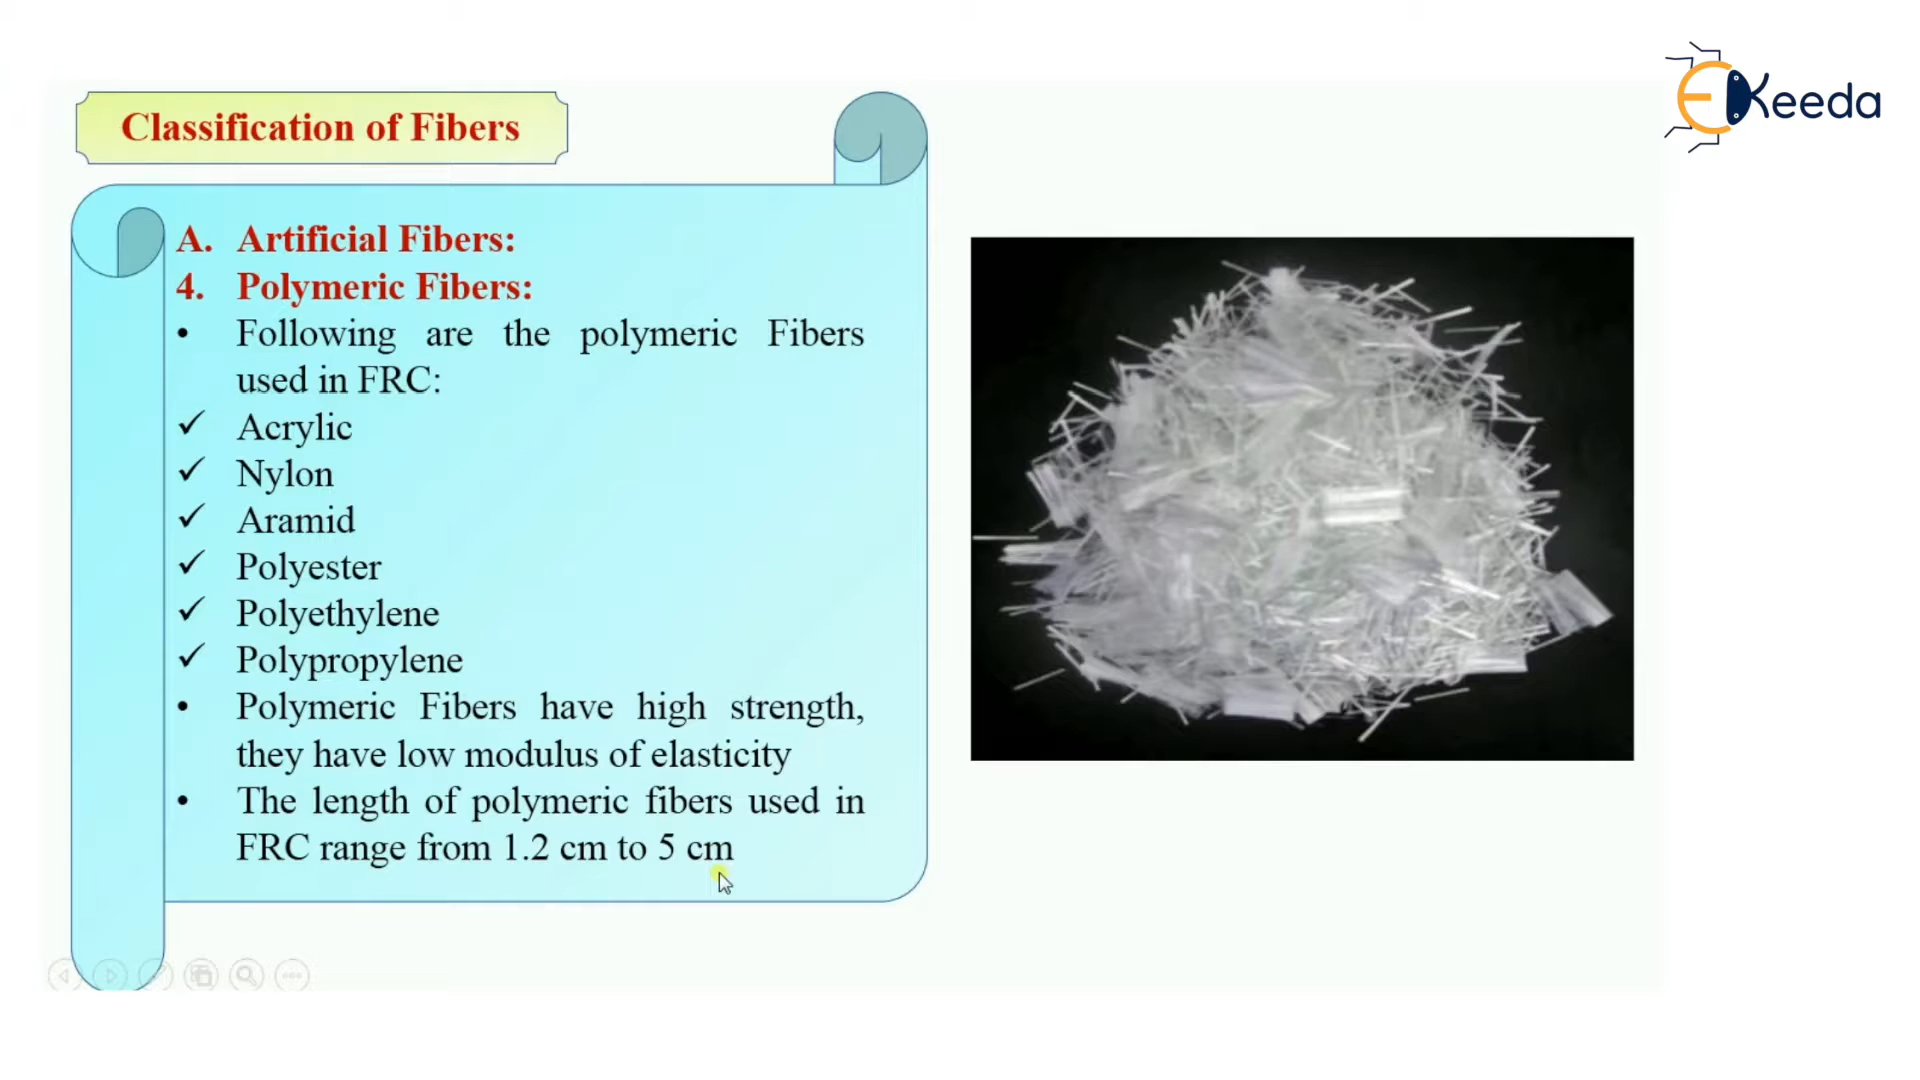 EKeeda
Classification of Fibers
A. Artificial Fibers:
4. Polymeric Fibers:
• Following are the polymeric Fibers
used in FRC:
✓ Acrylic
✓ Nylon
✓ Aramid
✓ Polyester
✓ Polyethylene
✓ Polypropylene
• Polymeric Fibers have high strength,
they have low modulus of elasticity
• The length of polymeric fibers used in
FRC range from 1.2 cm to 5 cm